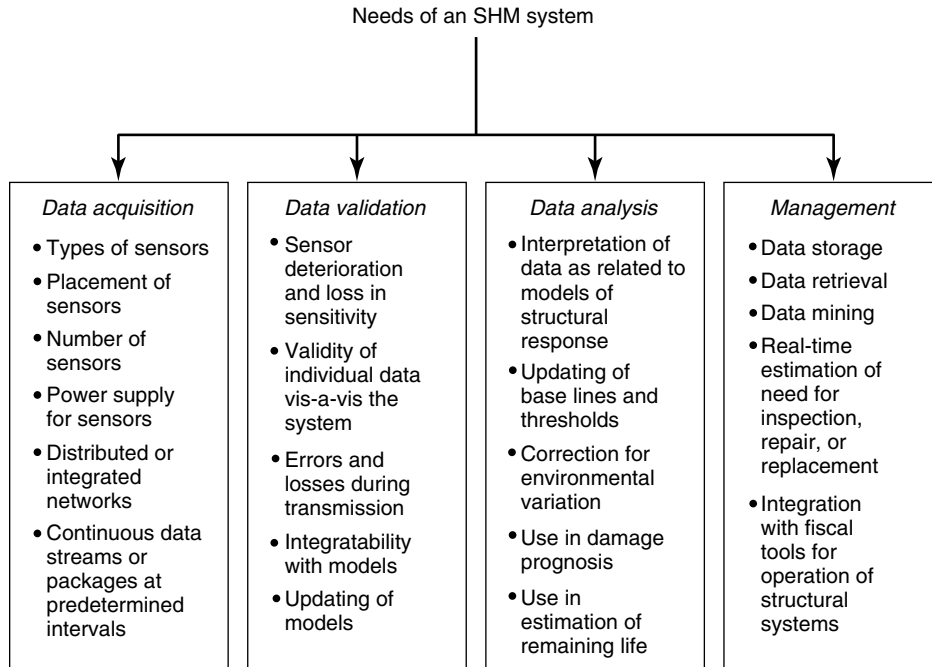 Needs of an SHM system
Data acquisition
• Types of sensors
• Placement of
sensors
• Number of
sensors
• Power supply
for sensors
• Distributed or
integrated
networks
• Continuous data
streams or
packages at
predetermined
intervals
Data validation
• Sensor
deterioration
and loss in
sensitivity
• Validity of
individual data
vis-a-vis the
system
• Errors and
losses during
transmission
• Integratability
with models
• Updating of
models
Data analysis
• Interpretation of
data as related to
models of
structural
response
• Updating of
base lines and
thresholds
• Correction for
environmental
variation
• Use in damage
prognosis
• Use in
estimation of
remaining life
Management
• Data storage
• Data retrieval
• Data mining
• Real-time
estimation of
need for
inspection,
repair, or
replacement
• Integration
with fiscal
tools for
operation of
structural
systems